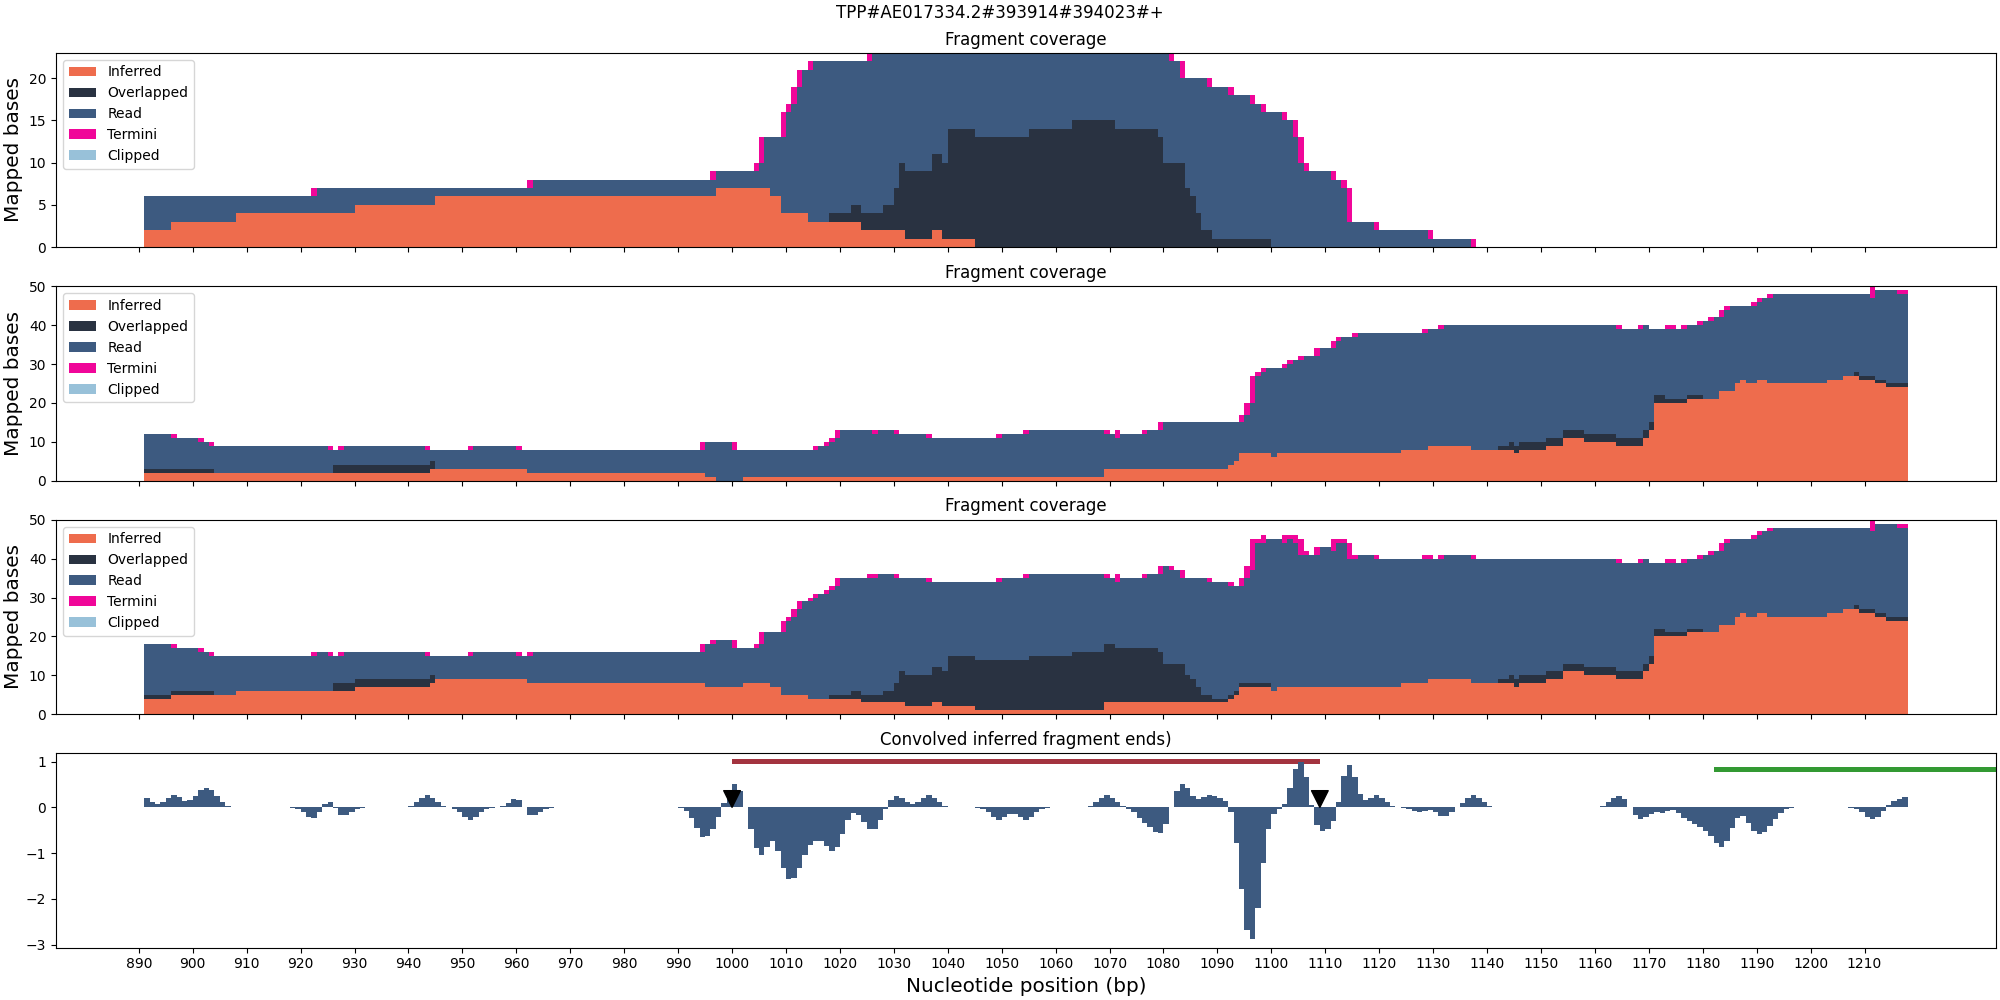 TPP#AE017334.2#393914#394023#+
Fragment coverage
Mapped bases
20
15
10
5
0
Inferred
Overlapped
Read
Termini
Clipped
Fragment coverage
Mapped bases
50
40
30
20
10
0
Inferred
Overlapped
Read
Termini
Clipped
Fragment coverage
Mapped bases
50
40
30
20
10
0
Inferred
Overlapped
Read
Termini
Clipped
Convolved inferred fragment ends)
1
0
−1
−2
−3
890 900 910 920 930 940 950 960 970 980 990 1000 1010 1020 1030 1040 1050 1060 1070 1080 1090 1100 1110 1120 1130 1140 1150 1160 1170 1180 1190 1200 1210
Nucleotide position (bp)